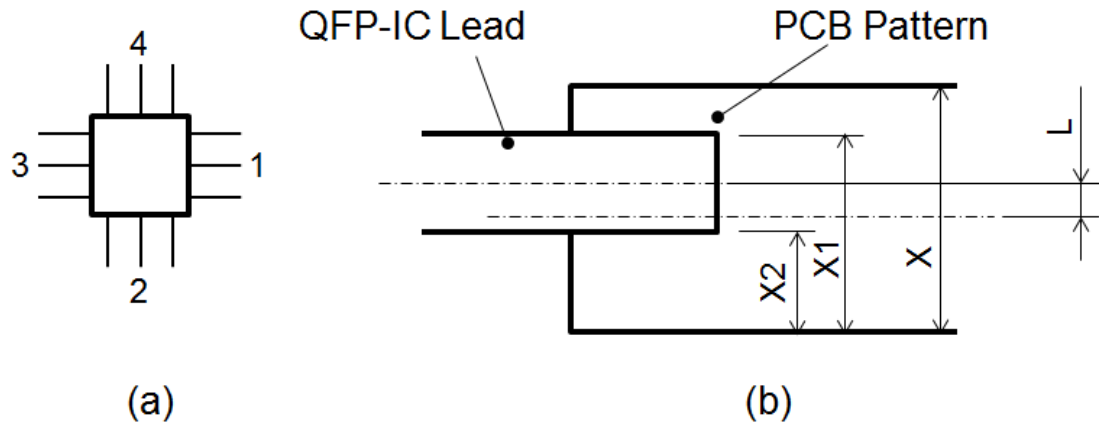 QFP-IC Lead
PCB Pattern
4
3
1
2
L
X2
X1
X
(a)
(b)